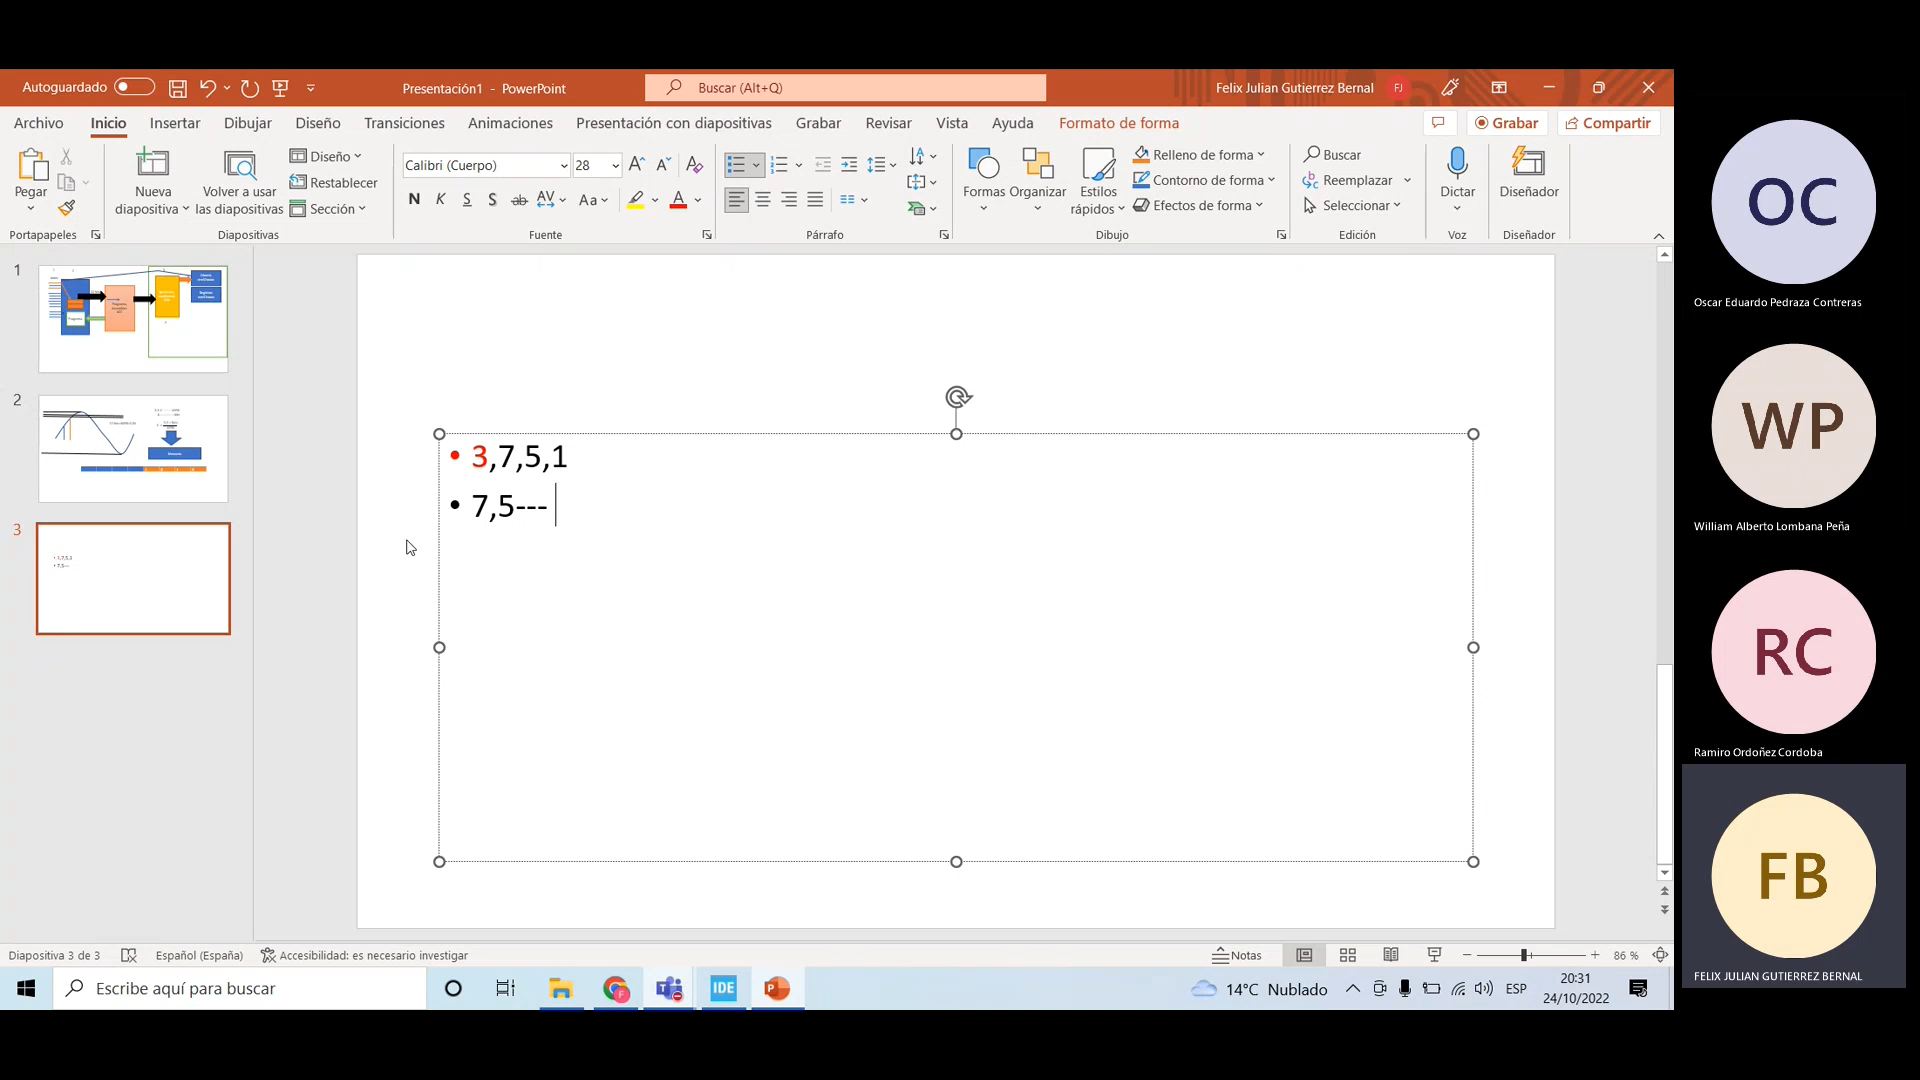 Autoguardado
Presentación1 - PowerPoint
Buscar (Alt+Q)
Felix Julian Gutierrez Bernal
FJ
Archivo
Inicio
Insertar
Dibujar
Diseño
Transiciones
Animaciones
Presentación con diapositivas
Grabar
Revisar
Vista
Ayuda
Formato de forma
Grabar
Compartir
Pegar
Nueva
diapositiva
Volver a usar
las diapositivas
Diseño
Restablecer
Sección
Calibri (Cuerpo)
28
N K S S ab AV Aa A
Relleno de forma
Contorno de forma
Efectos de forma
Formas
Organizar
Estilos
rápidos
Buscar
Reemplazar
Seleccionar
Dictar
Diseñador
Portapapeles
Diapositivas
Fuente
Párrafo
Dibujo
Edición
Voz
Diseñador
1
2
3
• 3,7,5,1
• 7,5---
Diapositiva 3 de 3
Español (España)
Accesibilidad: es necesario investigar
Notas
86 %
Escribe aquí para buscar
IDE
14°C Nublado
ESP
20:31
24/10/2022
OC
Oscar Eduardo Pedraza Contreras
WP
William Alberto Lombana Peña
RC
Ramiro Ordoñez Cordoba
FB
FELIX JULIAN GUTIERREZ BERNAL